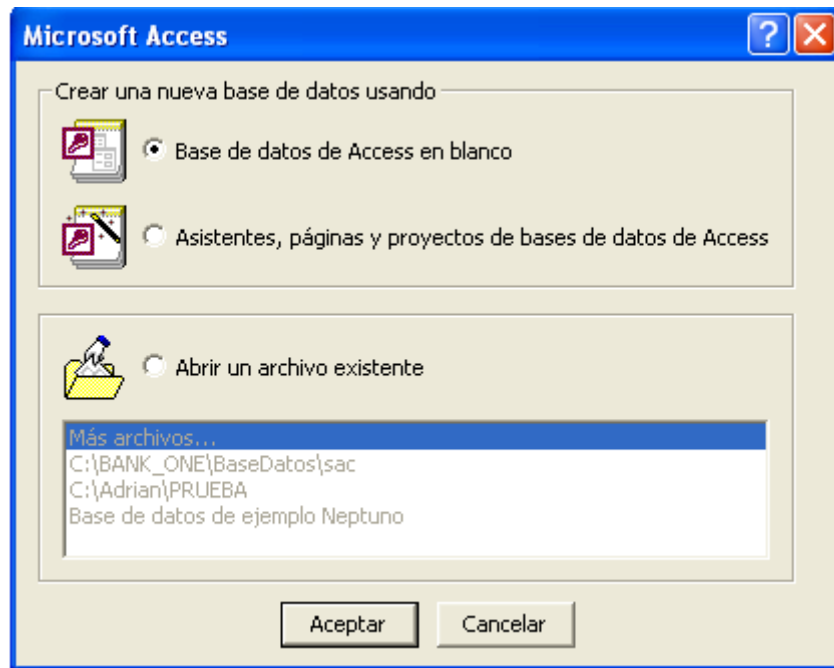 Microsoft Access
Crear una nueva base de datos usando
Base de datos de Access en blanco
Asistentes, páginas y proyectos de bases de datos de Access
Abrir un archivo existente
Más archivos...
C:\BANK_ONE\BaseDatos\sac
C:\Adrian\PRUEBA
Base de datos de ejemplo Neptuno
Aceptar Cancelar